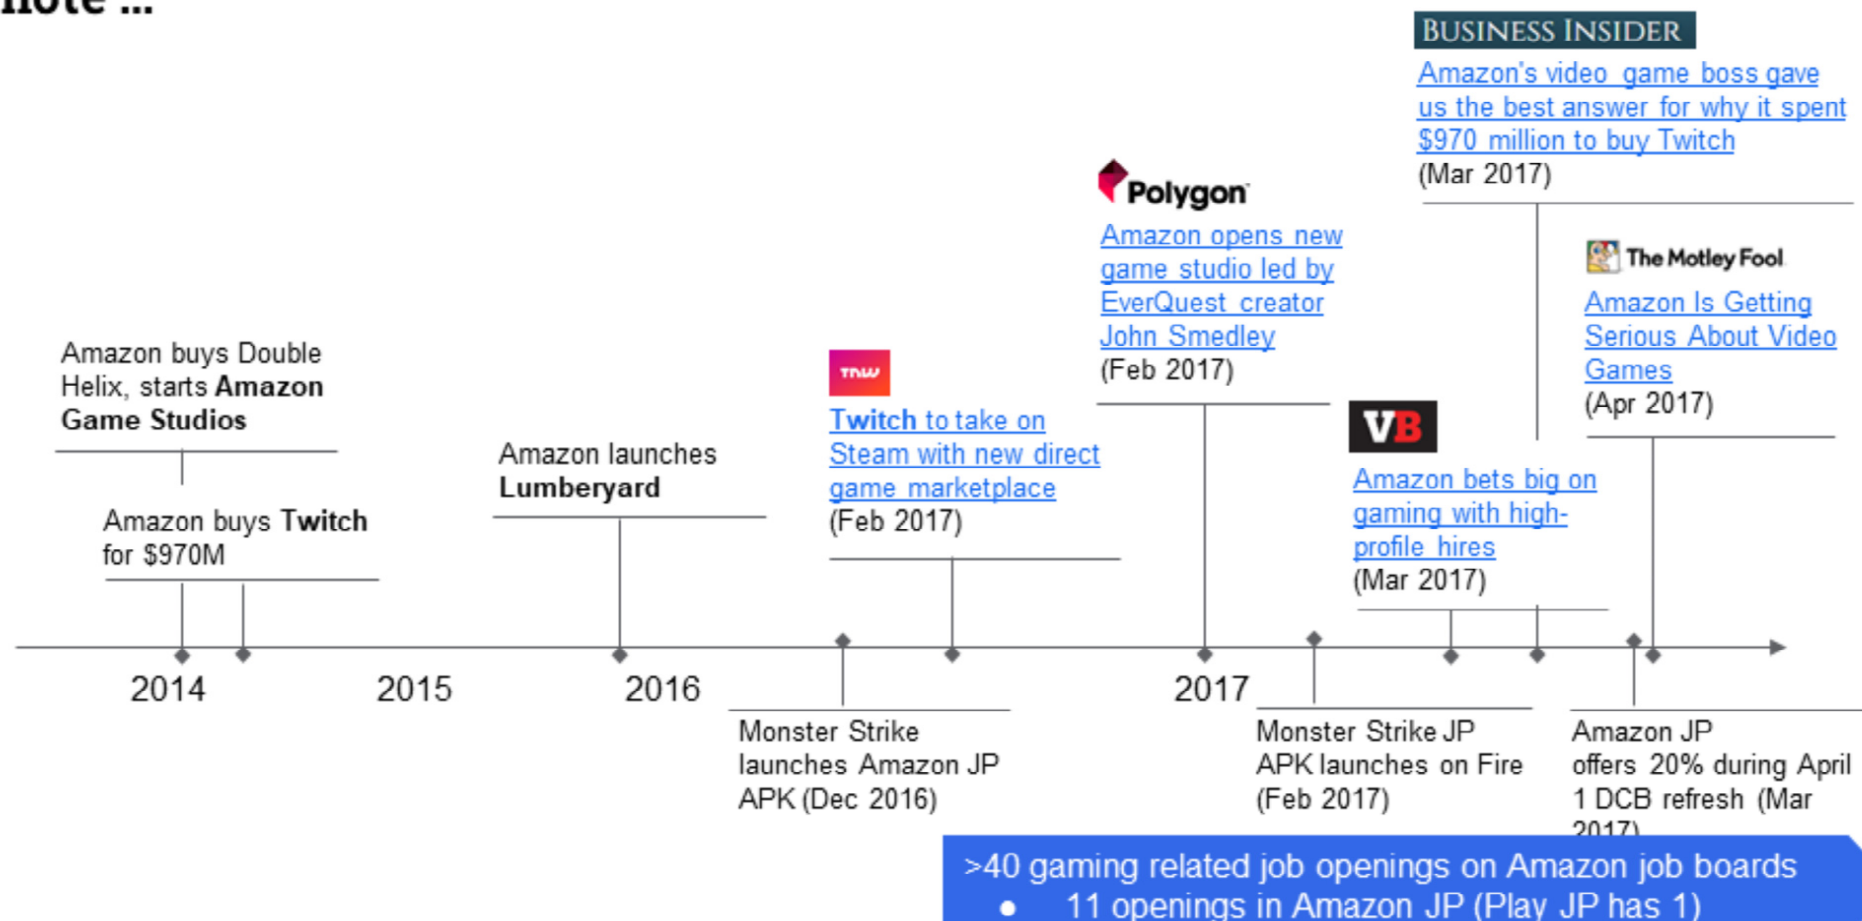 note ...
BUSINESS INSIDER
Amazon's video game boss gave
us the best answer for why it spent
$970 million to buy Twitch
(Mar 2017)
Polygon
Amazon opens new
game studio led by
EverQuest creator
John Smedley
(Feb 2017)
The Motley Fool
Amazon Is Getting
Serious About Video
Games
(Apr 2017)
Amazon buys Double
Helix, starts Amazon
Game Studios
Amazon buys Twitch
for $970M
Amazon launches
Lumberyard
TNW
Twitch to take on
Steam with new direct
game marketplace
(Feb 2017)
VB
Amazon bets big on
gaming with high-
profile hires
(Mar 2017)
2014
2015
2016
2017
Monster Strike
launches Amazon JP
APK (Dec 2016)
Monster Strike JP
APK launches on Fire
(Feb 2017)
Amazon JP
offers 20% during April
1 DCB refresh (Mar
2017)
>40 gaming related job openings on Amazon job boards
● 11 openings in Amazon JP (Play JP has 1)